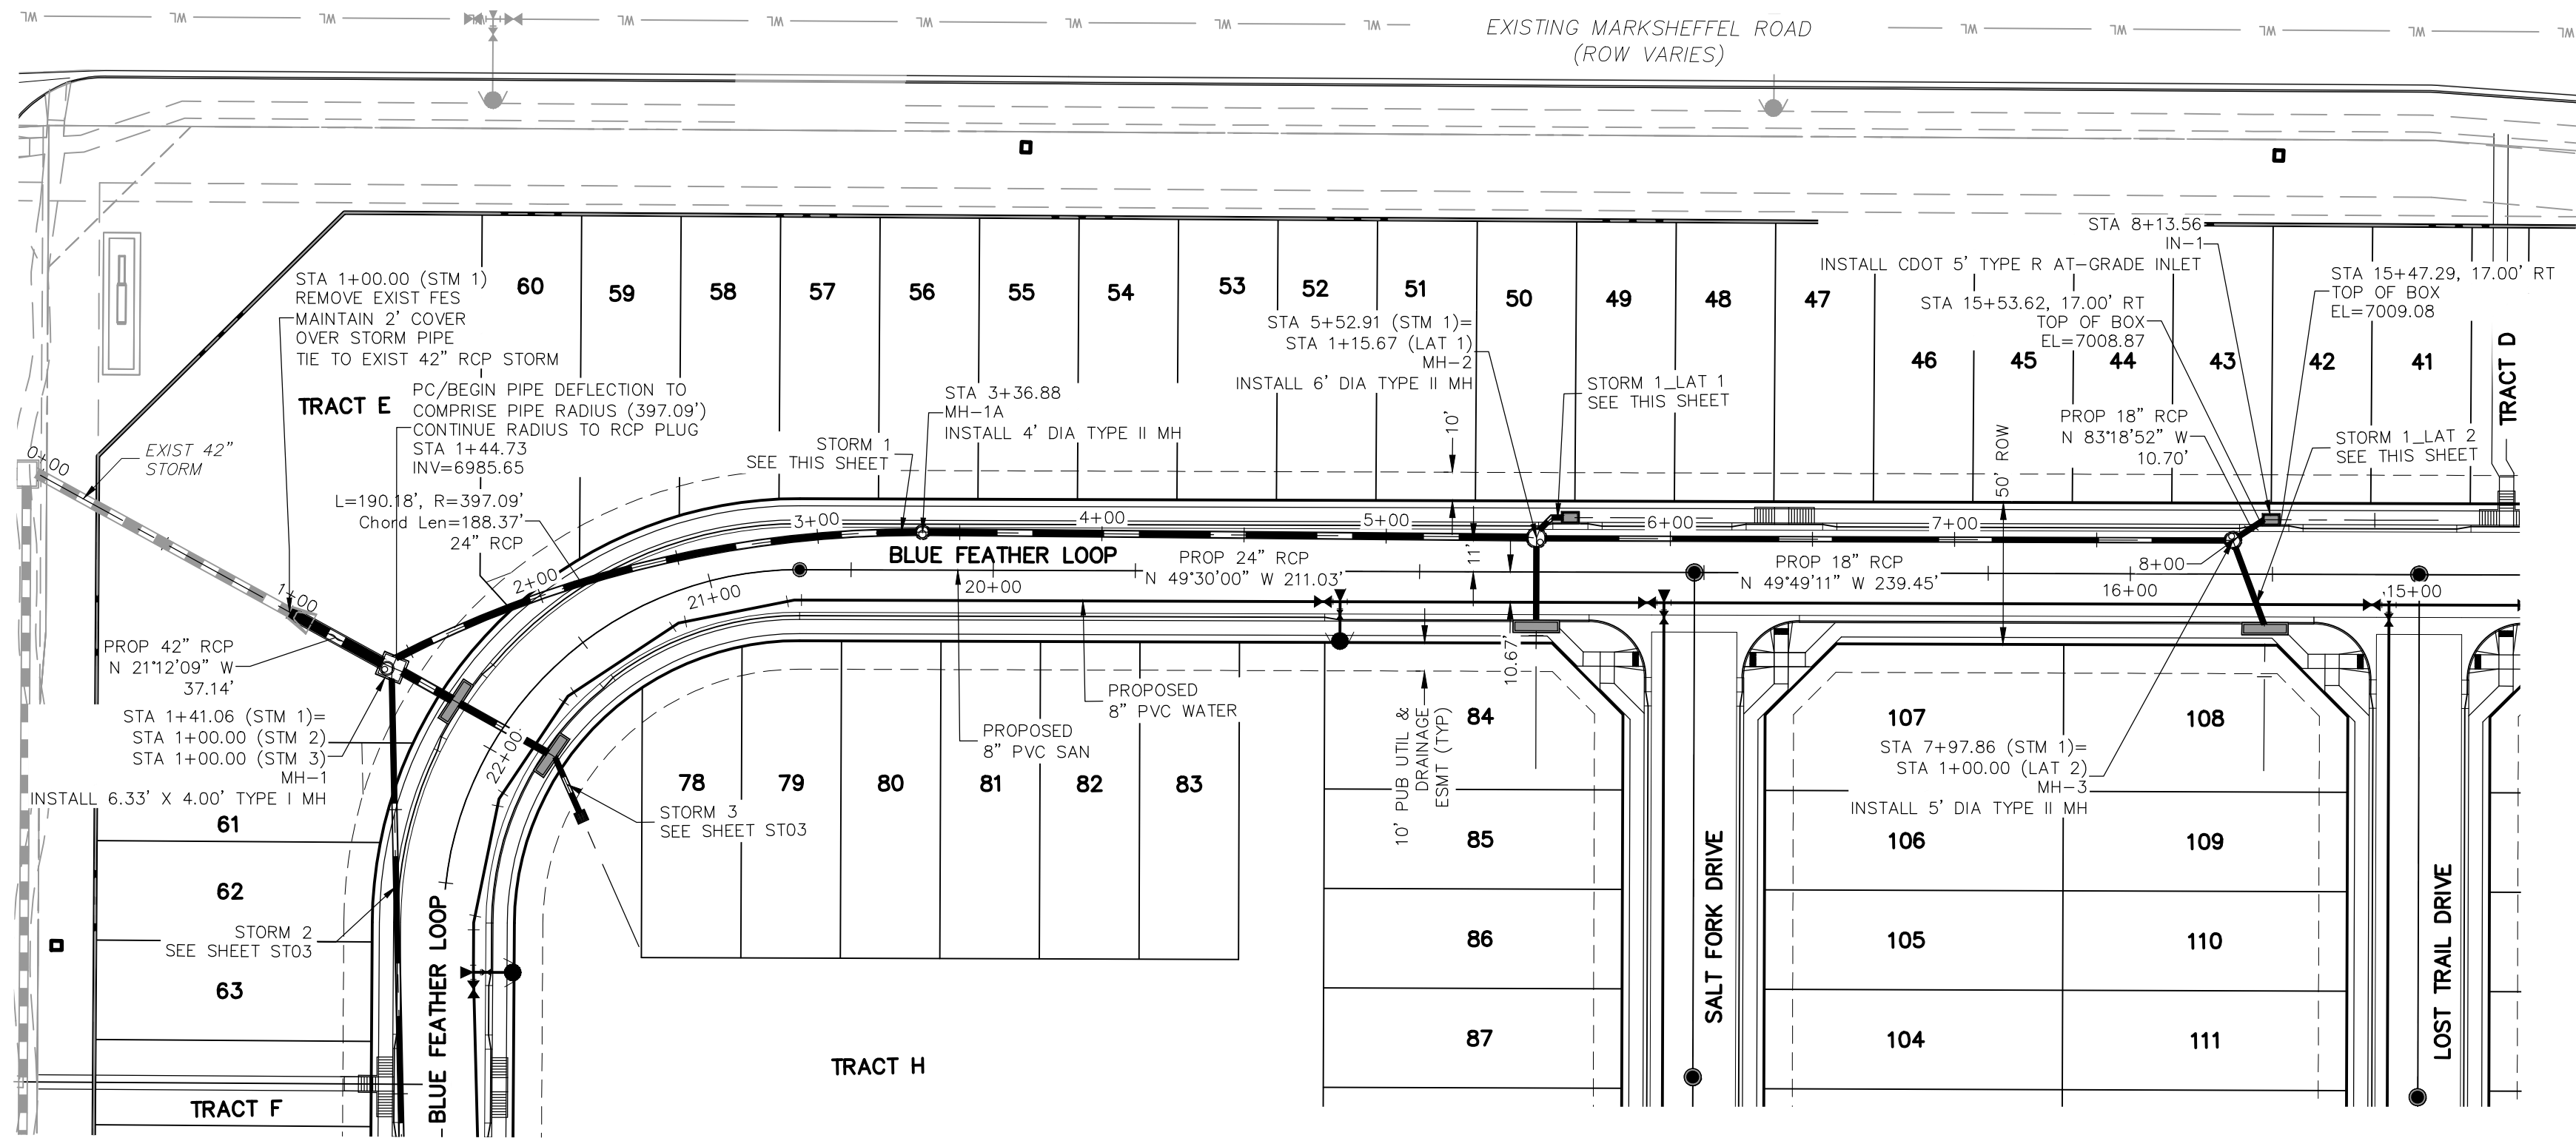 WL WL WL WL WL WL WL WL WL WL WL WL WL WL
EXISTING MARKSHEFFEL ROAD
(ROW VARIES)
STA 8+13.56
IN-1
INSTALL CDOT 5' TYPE R AT-GRADE INLET
STA 15+53.62, 17.00' RT
TOP OF BOX
EL=7008.87
STA 15+47.29, 17.00' RT
TOP OF BOX
EL=7009.08
STA 1+00.00 (STM 1)
REMOVE EXIST FES
MAINTAIN 2' COVER
OVER STORM PIPE
TIE TO EXIST 42" RCP STORM
60
59
58
57
56
55
54
53
52
51
50
49
48
47
46
45
44
43
42
41
TRACT D
TRACT E
PC/BEGIN PIPE DEFLECTION TO
COMPRISE PIPE RADIUS (397.09')
CONTINUE RADIUS TO RCP PLUG
STA 1+44.73
INV=6985.65
STA 3+36.88
MH-1A
INSTALL 4' DIA TYPE II MH
STA 5+52.91 (STM 1)=
STA 1+15.67 (LAT 1)
MH-2
INSTALL 6' DIA TYPE II MH
STORM 1_LAT 1
SEE THIS SHEET
PROP 18" RCP
N 83°18'52" W
10.70'
STORM 1_LAT 2
SEE THIS SHEET
STORM 1
SEE THIS SHEET
10'
50' ROW
EXIST 42"
STORM
L=190.18', R=397.09'
Chord Len=188.37'
24" RCP
0+00
1+00
2+00
3+00
4+00
5+00
6+00
7+00
8+00
BLUE FEATHER LOOP
PROP 24" RCP
N 49°30'00" W 211.03'
11'
PROP 18" RCP
N 49°49'11" W 239.45'
22+00
21+00
20+00
16+00
15+00
PROP 42" RCP
N 21°12'09" W
37.14'
STA 1+41.06 (STM 1)=
STA 1+00.00 (STM 2)
STA 1+00.00 (STM 3)
MH-1
INSTALL 6.33' X 4.00' TYPE I MH
10.67'
PROPOSED
8" PVC WATER
PROPOSED
8" PVC SAN
10' PUB UTIL &
DRAINAGE
ESMT (TYP)
STORM 3
SEE SHEET ST03
STA 7+97.86 (STM 1)=
STA 1+00.00 (LAT 2)
MH-3
INSTALL 5' DIA TYPE II MH
61
62
63
78
79
80
81
82
83
84
85
86
87
107
106
105
104
108
109
110
111
STORM 2
SEE SHEET ST03
BLUE FEATHER LOOP
SALT FORK DRIVE
LOST TRAIL DRIVE
TRACT H
TRACT F